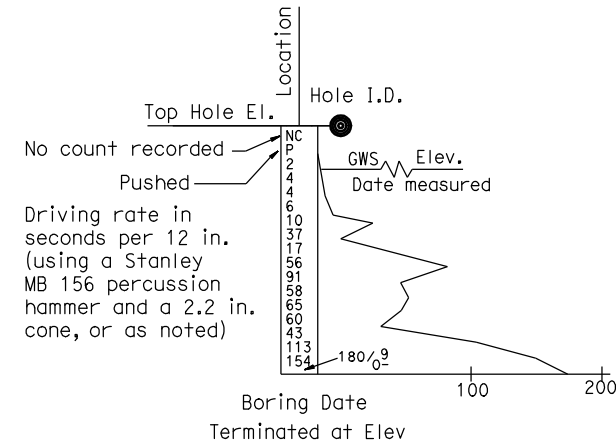 Location
Hole I.D.
Top Hole El.
NC
No count recorded
P
GWS Elev.
2
Date measured
Pushed
4
4
6
Driving rate in
seconds per 12 in.
(using a Stanley
MB 156 percussion
hammer and a 2.2 in.
cone, or as noted)
10
37
17
56
91
58
65
60
43
113
154
180/0.9
100
200
Boring Date
Terminated at Elev